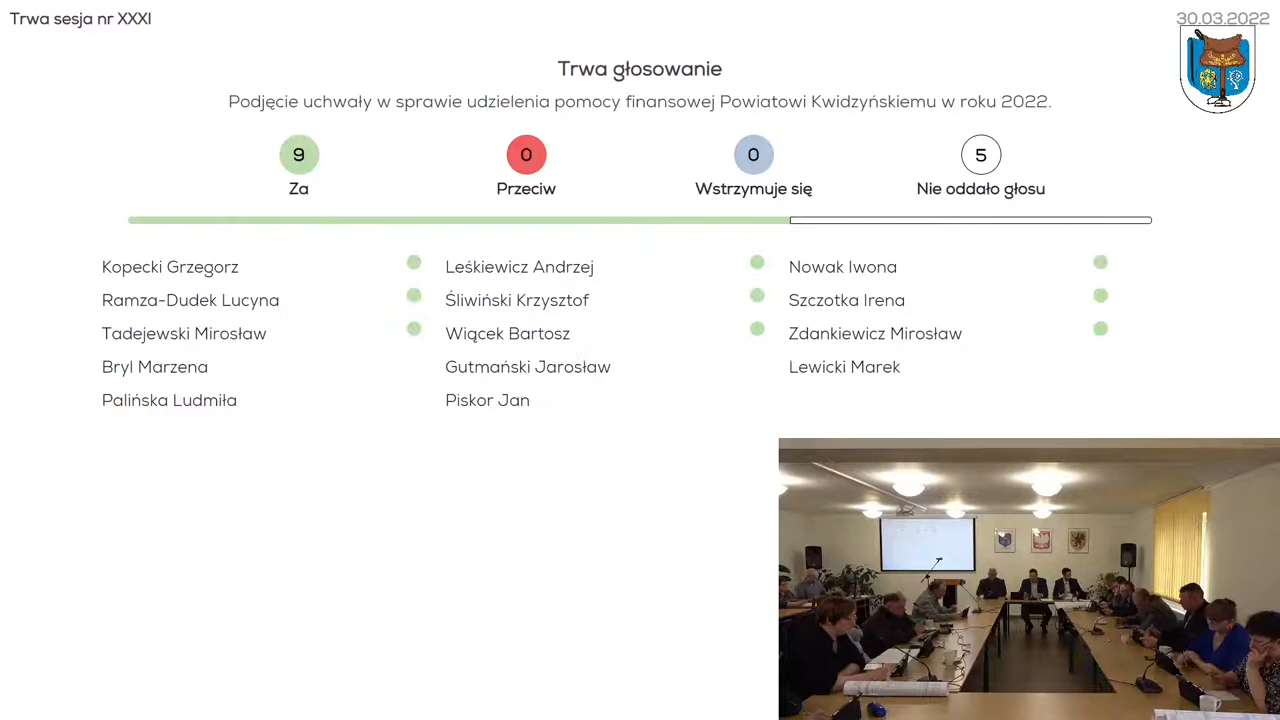 Trwa sesja nr XXXI
30.03.2022
Trwa głosowanie
Podjęcie uchwały w sprawie udzielenia pomocy finansowej Powiatowi Kwidzyńskiemu w roku 2022.
9 0 0 5
Za Przeciw Wstrzymuje się Nie oddało głosu
Kopecki Grzegorz Leśkiewicz Andrzej Nowak Iwona
Ramza-Dudek Lucyna Śliwiński Krzysztof Szczotka Irena
Tadejewski Mirosław Wiącek Bartosz Zdankiewicz Mirosław
Bryl Marzena Gutmański Jarosław Lewicki Marek
Palińska Ludmiła Piskor Jan